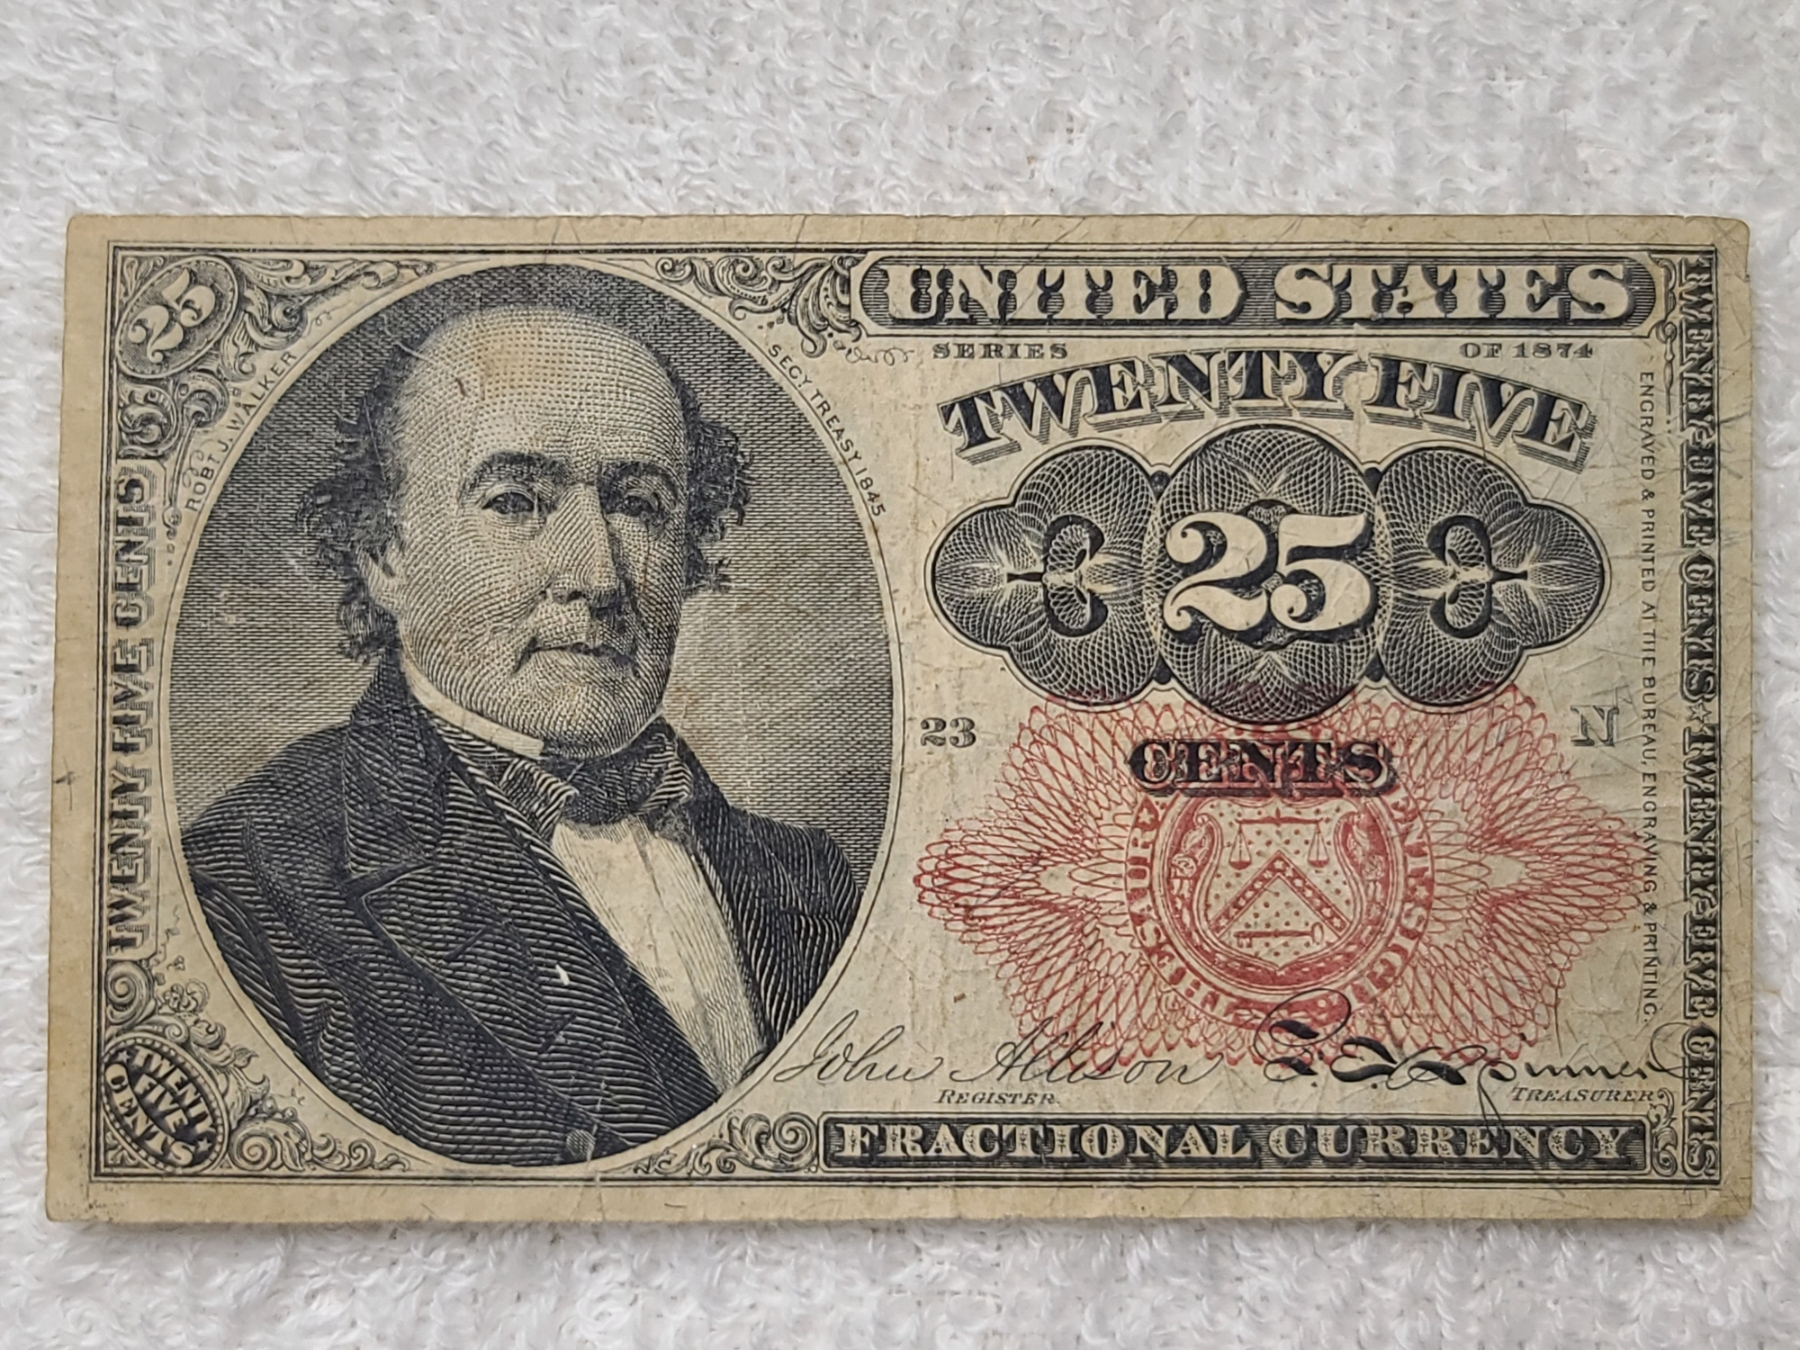 25
UNITED STATES
SERIES OF 1874
ROBT J. WALKER
SECY TREASY 1845
TWENTY FIVE
25
CENTS
23
N
TWENTY FIVE CENTS
TWENTY FIVE CENTS TWENTY FIVE CENTS
ENGRAVED & PRINTED AT THE BUREAU, ENGRAVING & PRINTING.
John Allison
REGISTER.
TREASURER
TWENTY
FIVE
CENTS
FRACTIONAL CURRENCY